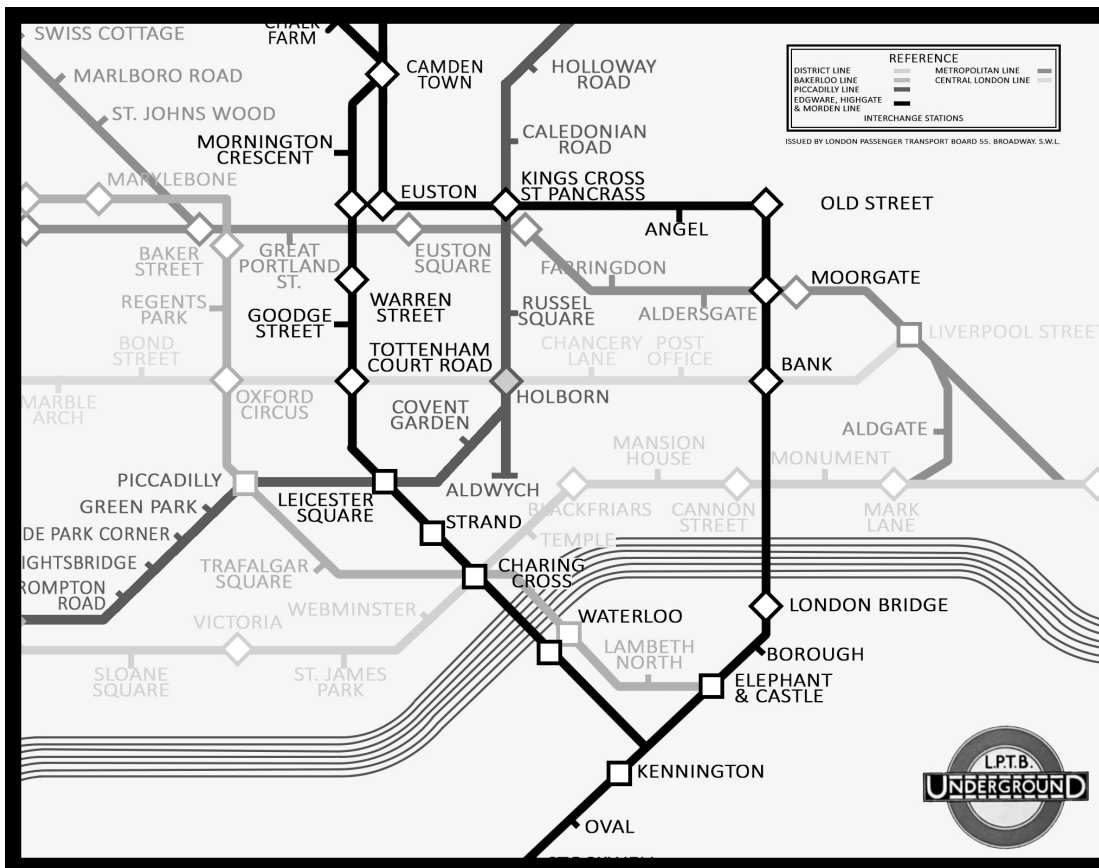 CHALK
FARM
SWISS COTTAGE
MARLBORO ROAD
ST. JOHNS WOOD
CAMDEN
TOWN
HOLLOWAY
ROAD
REFERENCE
DISTRICT LINE
METROPOLITAN LINE
BAKERLOO LINE
CENTRAL LONDON LINE
PICCADILLY LINE
EDGWARE, HIGHGATE
& MORDEN LINE
INTERCHANGE STATIONS
ISSUED BY LONDON PASSENGER TRANSPORT BOARD 55. BROADWAY. S.W.L.
MORNINGTON
CRESCENT
CALEDONIAN
ROAD
MARYLEBONE
EUSTON
KINGS CROSS
ST PANCRASS
ANGEL
OLD STREET
BAKER
STREET
GREAT
PORTLAND
ST.
EUSTON
SQUARE
FARRINGDON
MOORGATE
REGENTS
PARK
GOODGE
STREET
WARREN
STREET
RUSSEL
SQUARE
ALDERSGATE
LIVERPOOL STREET
BOND
STREET
TOTTENHAM
COURT ROAD
CHANCERY
LANE
POST
OFFICE
BANK
MARBLE
ARCH
OXFORD
CIRCUS
COVENT
GARDEN
HOLBORN
ALDGATE
PICCADILLY
GREEN PARK
LEICESTER
SQUARE
ALDWYCH
MANSION
HOUSE
MONUMENT
DE PARK CORNER
STRAND
BLACKFRIARS
CANNON
STREET
MARK
LANE
IGHTSBRIDGE
TRAFALGAR
SQUARE
TEMPLE
CHARING
CROSS
ROMPTON
ROAD
WEBMINSTER
VICTORIA
WATERLOO
LONDON BRIDGE
SLOANE
SQUARE
ST. JAMES
PARK
LAMBETH
NORTH
BOROUGH
ELEPHANT
& CASTLE
KENNINGTON
OVAL
STOCKWELL
L.P.T.B.
UNDERGROUND